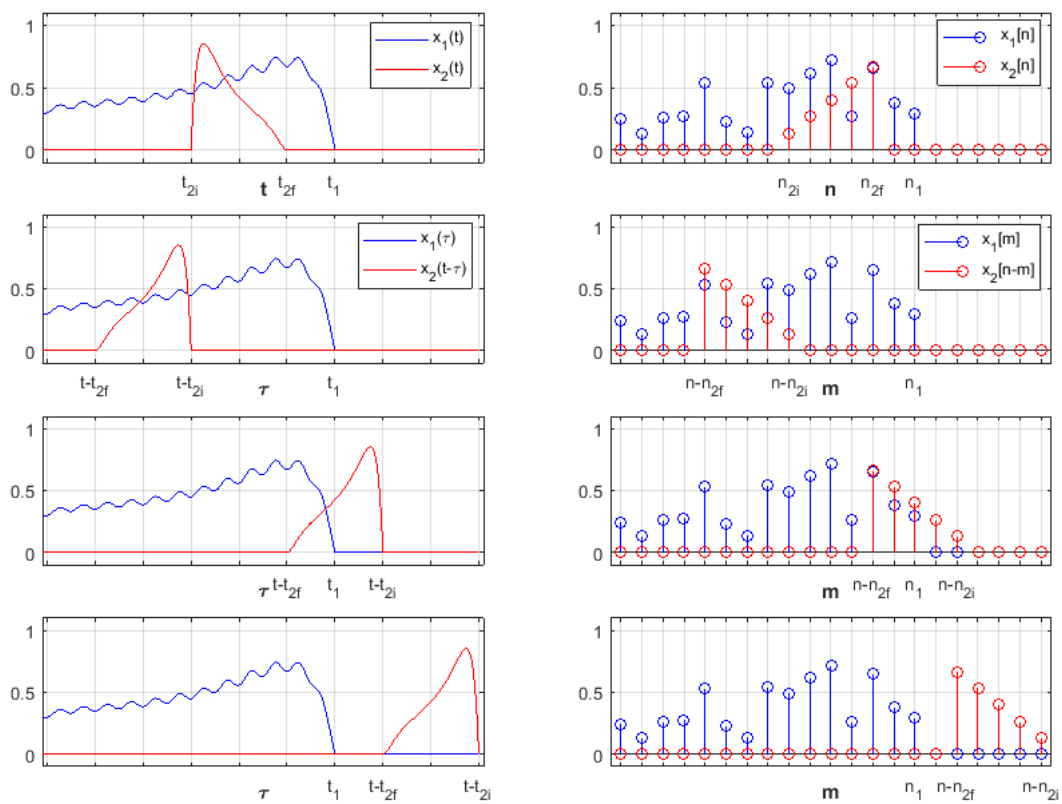 1
0.5
0
x₁(t)
x₂(t)
t₂ᵢ t t₂f t₁
1
0.5
0
x₁[n]
x₂[n]
n₂ᵢ n n₂f n₁
1
0.5
0
x₁(τ)
x₂(t-τ)
t-t₂f t-t₂ᵢ τ t₁
1
0.5
0
x₁[m]
x₂[n-m]
n-n₂f n-n₂ᵢ m n₁
1
0.5
0
τ t-t₂f t₁ t-t₂ᵢ
1
0.5
0
m n-n₂f n₁ n-n₂ᵢ
1
0.5
0
τ t₁ t-t₂f t-t₂ᵢ
1
0.5
0
m n₁ n-n₂f n-n₂ᵢ